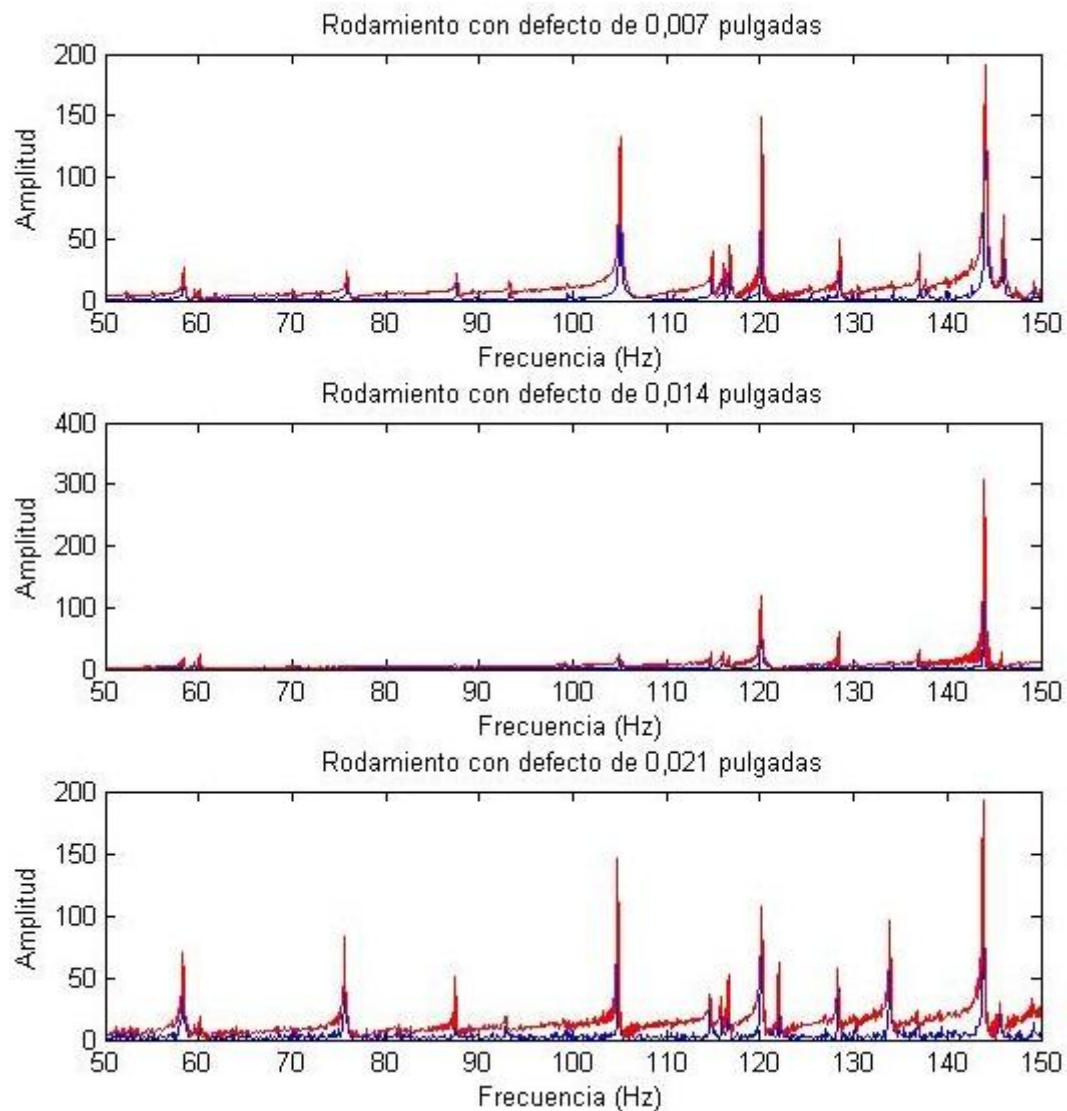 Rodamiento con defecto de 0,007 pulgadas
200
150
100
50
0
Amplitud
50 60 70 80 90 100 110 120 130 140 150
Frecuencia (Hz)
Rodamiento con defecto de 0,014 pulgadas
400
300
200
100
0
Amplitud
50 60 70 80 90 100 110 120 130 140 150
Frecuencia (Hz)
Rodamiento con defecto de 0,021 pulgadas
200
150
100
50
0
Amplitud
50 60 70 80 90 100 110 120 130 140 150
Frecuencia (Hz)